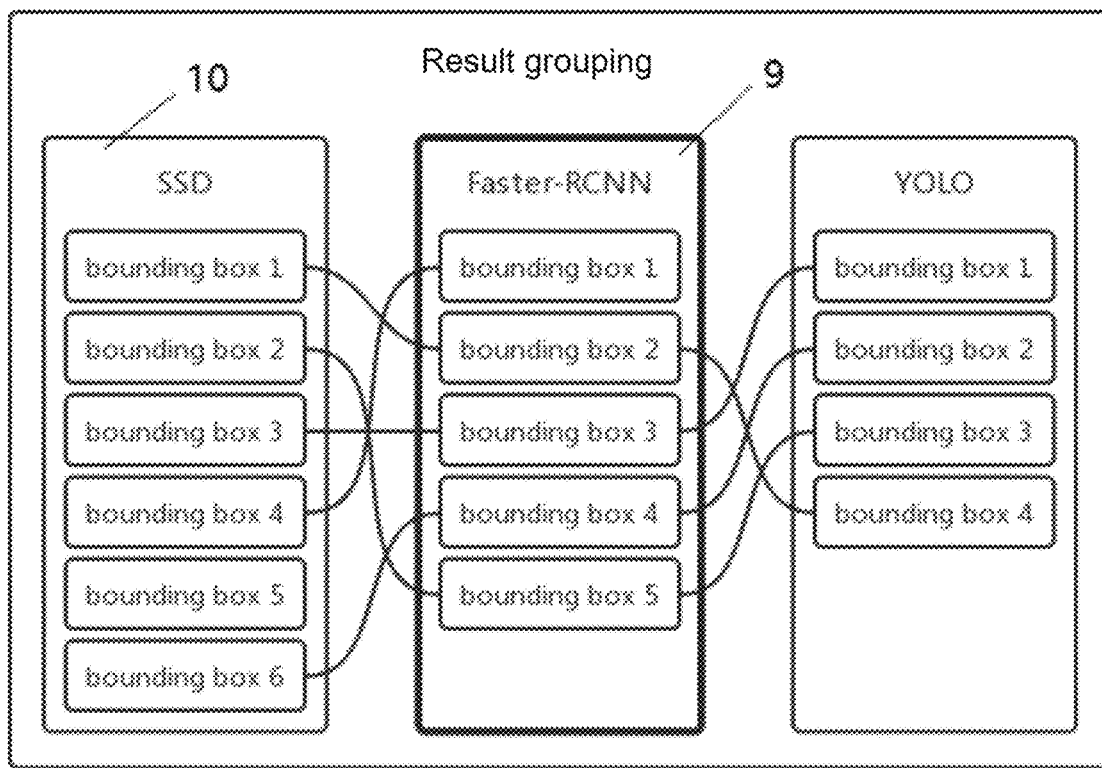 Result grouping
10
9
SSD
bounding box 1
bounding box 2
bounding box 3
bounding box 4
bounding box 5
bounding box 6
Faster-RCNN
bounding box 1
bounding box 2
bounding box 3
bounding box 4
bounding box 5
YOLO
bounding box 1
bounding box 2
bounding box 3
bounding box 4